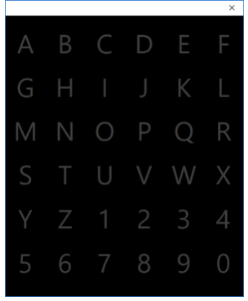 A B C D E F
G H I J K L
M N O P Q R
S T U V W X
Y Z 1 2 3 4
5 6 7 8 9 0